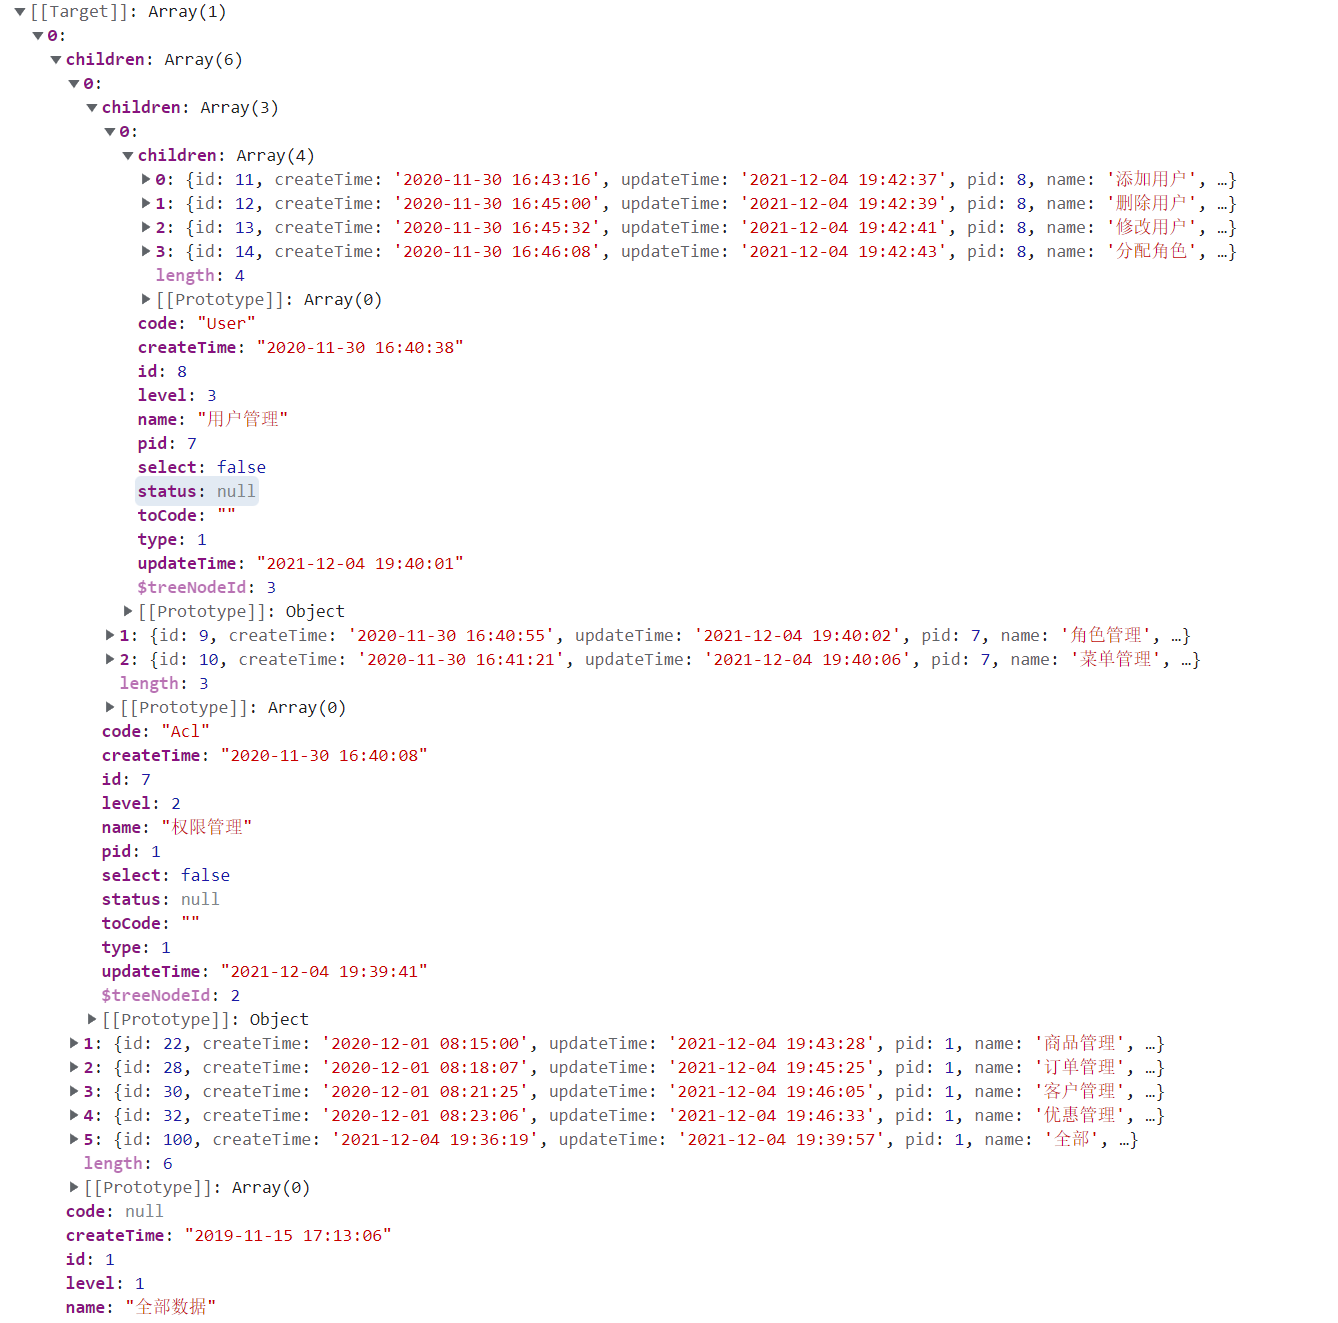 [[Target]]: Array(1)
0:
children: Array(6)
0:
children: Array(3)
0:
children: Array(4)
0: {id: 11, createTime: '2020-11-30 16:43:16', updateTime: '2021-12-04 19:42:37', pid: 8, name: '添加用户', …}
1: {id: 12, createTime: '2020-11-30 16:45:00', updateTime: '2021-12-04 19:42:39', pid: 8, name: '删除用户', …}
2: {id: 13, createTime: '2020-11-30 16:45:32', updateTime: '2021-12-04 19:42:41', pid: 8, name: '修改用户', …}
3: {id: 14, createTime: '2020-11-30 16:46:08', updateTime: '2021-12-04 19:42:43', pid: 8, name: '分配角色', …}
length: 4
[[Prototype]]: Array(0)
code: "User"
createTime: "2020-11-30 16:40:38"
id: 8
level: 3
name: "用户管理"
pid: 7
select: false
status: null
toCode: ""
type: 1
updateTime: "2021-12-04 19:40:01"
$treeNodeId: 3
[[Prototype]]: Object
1: {id: 9, createTime: '2020-11-30 16:40:55', updateTime: '2021-12-04 19:40:02', pid: 7, name: '角色管理', …}
2: {id: 10, createTime: '2020-11-30 16:41:21', updateTime: '2021-12-04 19:40:06', pid: 7, name: '菜单管理', …}
length: 3
[[Prototype]]: Array(0)
code: "Acl"
createTime: "2020-11-30 16:40:08"
id: 7
level: 2
name: "权限管理"
pid: 1
select: false
status: null
toCode: ""
type: 1
updateTime: "2021-12-04 19:39:41"
$treeNodeId: 2
[[Prototype]]: Object
1: {id: 22, createTime: '2020-12-01 08:15:00', updateTime: '2021-12-04 19:43:28', pid: 1, name: '商品管理', …}
2: {id: 28, createTime: '2020-12-01 08:18:07', updateTime: '2021-12-04 19:45:25', pid: 1, name: '订单管理', …}
3: {id: 30, createTime: '2020-12-01 08:21:25', updateTime: '2021-12-04 19:46:05', pid: 1, name: '客户管理', …}
4: {id: 32, createTime: '2020-12-01 08:23:06', updateTime: '2021-12-04 19:46:33', pid: 1, name: '优惠管理', …}
5: {id: 100, createTime: '2021-12-04 19:36:19', updateTime: '2021-12-04 19:39:57', pid: 1, name: '全部', …}
length: 6
[[Prototype]]: Array(0)
code: null
createTime: "2019-11-15 17:13:06"
id: 1
level: 1
name: "全部数据"